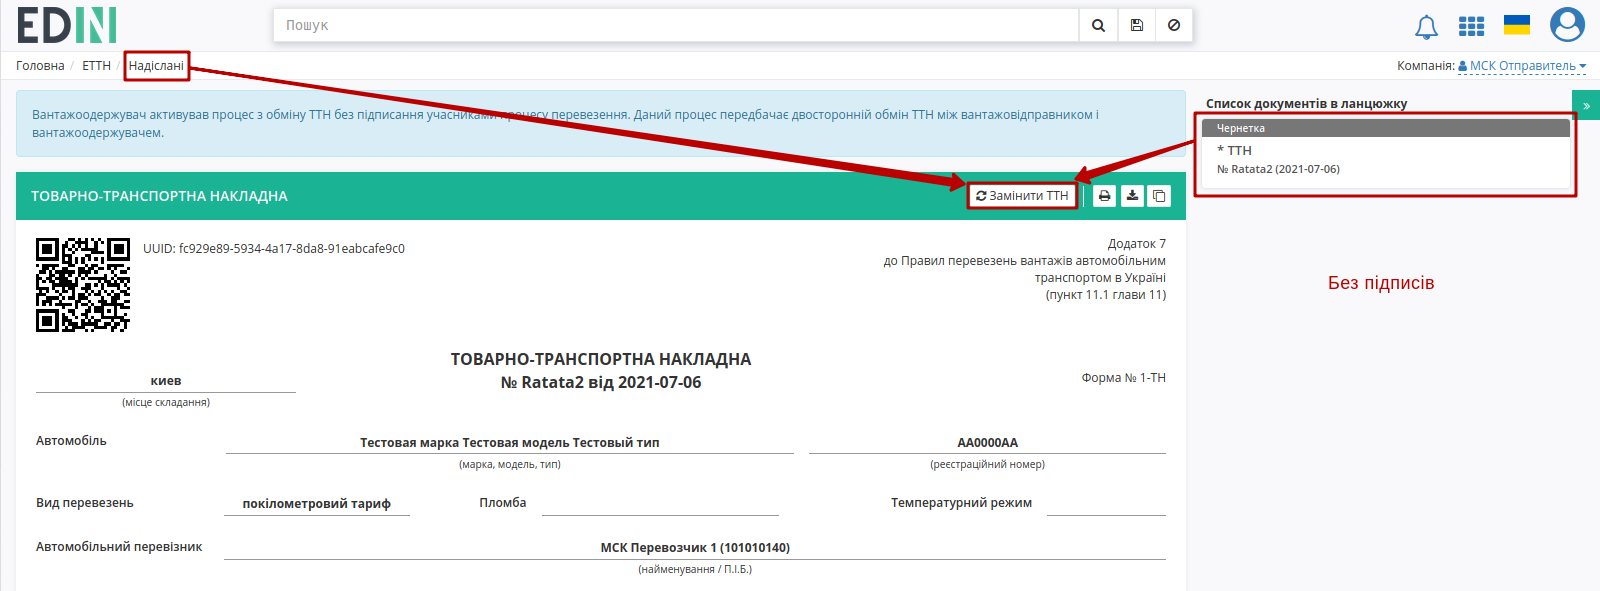 EDIN
Пошук
Головна / ЕТТН / Надіслані
Компанія: МСК Отправитель
Вантажоодержувач активував процес з обміну ТТН без підписання учасниками процесу перевезення. Даний процес передбачає двосторонній обмін ТТН між вантажовідправником і
вантажоодержувачем.
Список документів в ланцюжку
»
Чернетка
* ТТН
№ Ratata2 (2021-07-06)
ТОВАРНО-ТРАНСПОРТНА НАКЛАДНА
Замінити ТТН
UUID: fc929e89-5934-4a17-8da8-91eabcafe9c0
Додаток 7
до Правил перевезень вантажів автомобільним
транспортом в Україні
(пункт 11.1 глави 11)
Без підписів
ТОВАРНО-ТРАНСПОРТНА НАКЛАДНА
№ Ratata2 від 2021-07-06
киев
(місце складання)
Форма № 1-ТН
Автомобіль
Тестовая марка Тестовая модель Тестовый тип
АА0000АА
(марка, модель, тип)
(реєстраційний номер)
Вид перевезень
покілометровий тариф
Пломба
Температурний режим
Автомобільний перевізник
МСК Перевозчик 1 (101010140)
(найменування / П.І.Б.)